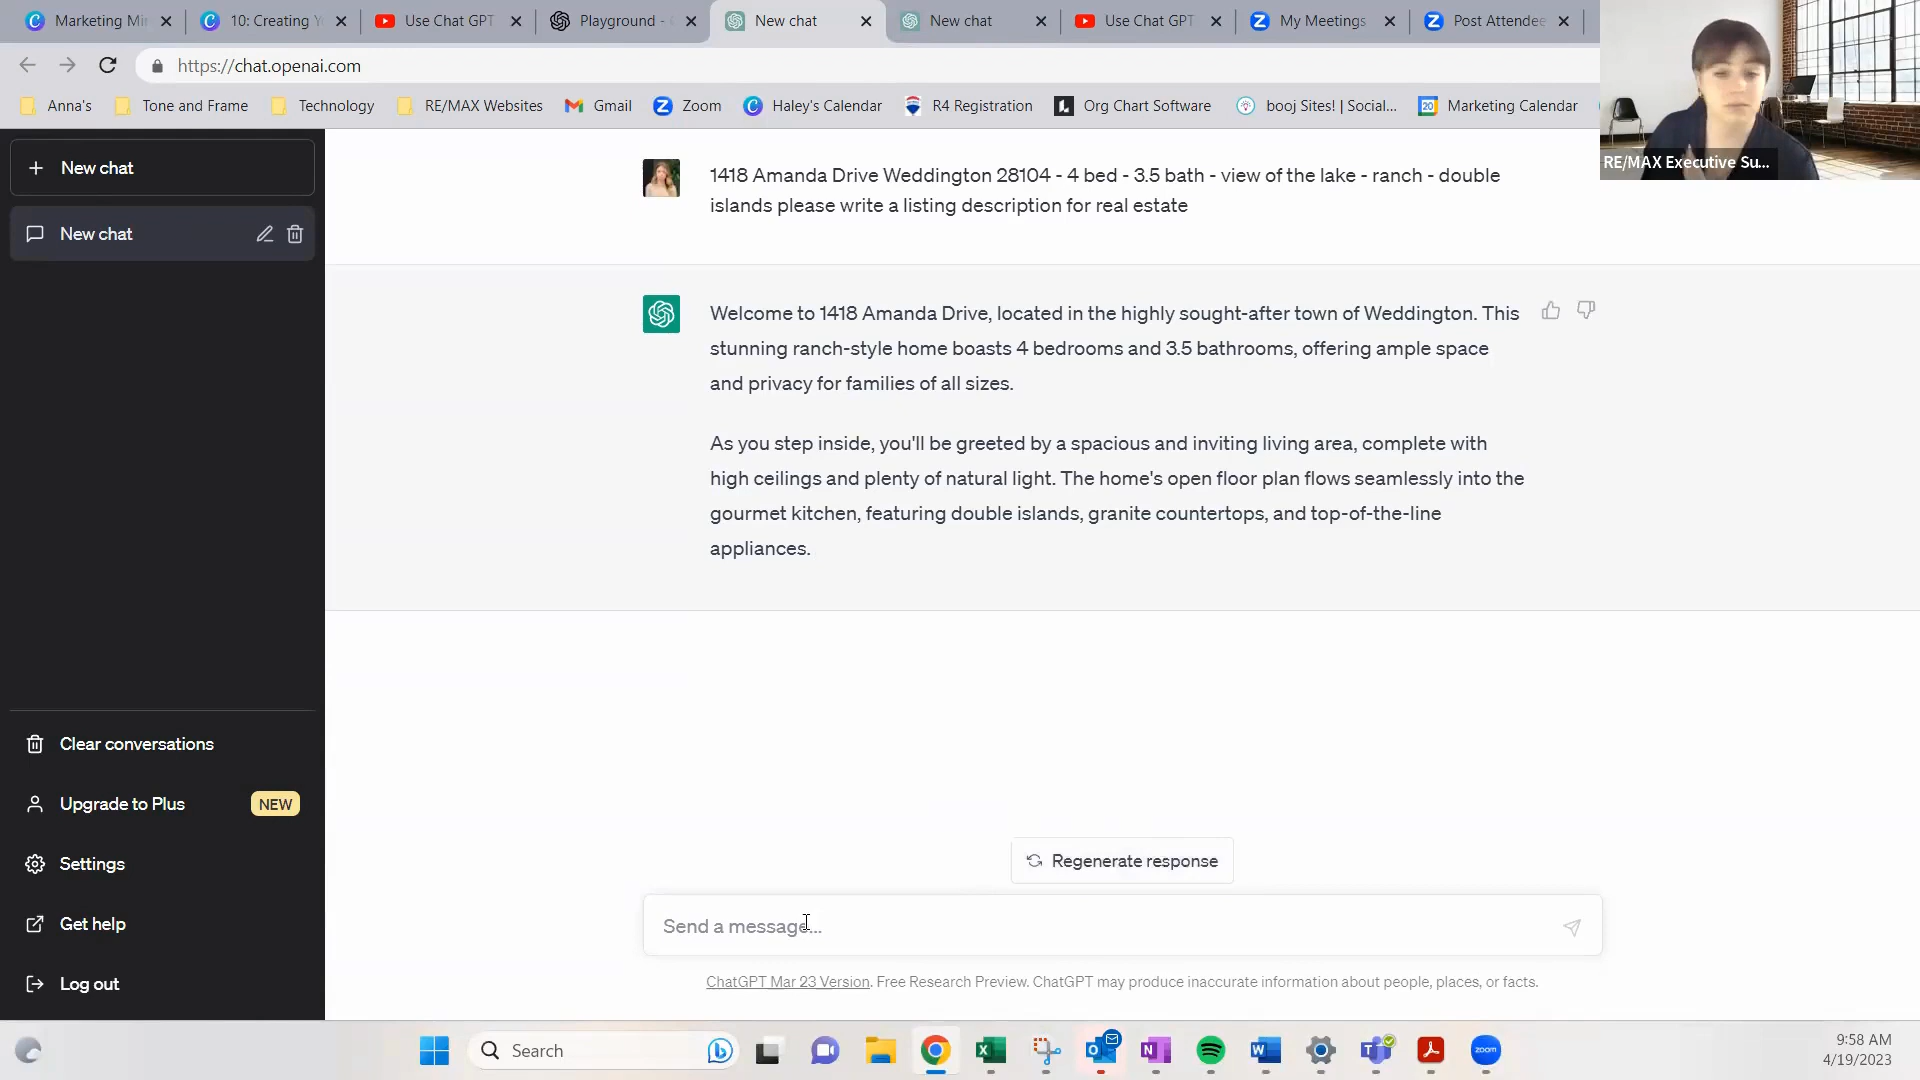 Marketing Mi
10: Creating Y
Use Chat GPT
Playground -
New chat
New chat
Use Chat GPT
My Meetings
Post Attendee
https://chat.openai.com
Anna's
Tone and Frame
Technology
RE/MAX Websites
Gmail
Zoom
Haley's Calendar
R4 Registration
Org Chart Software
booj Sites! | Social...
20
Marketing Calendar
RE/MAX Executive Su...
New chat
New chat
1418 Amanda Drive Weddington 28104 - 4 bed - 3.5 bath - view of the lake - ranch - double
islands please write a listing description for real estate
Welcome to 1418 Amanda Drive, located in the highly sought-after town of Weddington. This
stunning ranch-style home boasts 4 bedrooms and 3.5 bathrooms, offering ample space
and privacy for families of all sizes.
As you step inside, you'll be greeted by a spacious and inviting living area, complete with
high ceilings and plenty of natural light. The home's open floor plan flows seamlessly into the
gourmet kitchen, featuring double islands, granite countertops, and top-of-the-line
appliances.
Clear conversations
Upgrade to Plus
NEW
Settings
Get help
Log out
Regenerate response
Send a message...
ChatGPT Mar 23 Version. Free Research Preview. ChatGPT may produce inaccurate information about people, places, or facts.
Search
zoom
9:58 AM
4/19/2023